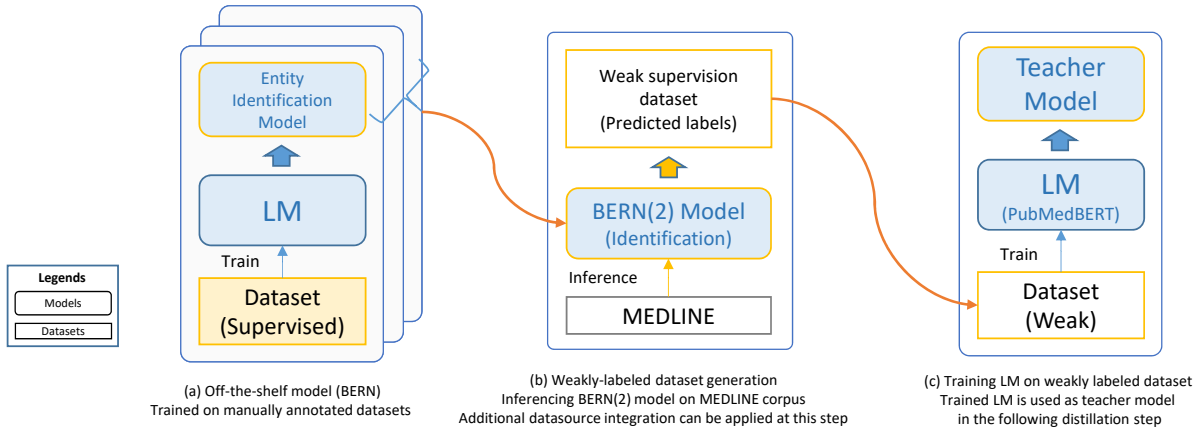 Legends
Models
Datasets
Entity
Identification
Model
LM
Train
Dataset
(Supervised)
(a) Off-the-shelf model (BERN)
Trained on manually annotated datasets
Weak supervision
dataset
(Predicted labels)
BERN(2) Model
(Identification)
Inference
MEDLINE
(b) Weakly-labeled dataset generation
Inferencing BERN(2) model on MEDLINE corpus
Additional datasource integration can be applied at this step
Teacher
Model
LM
(PubMedBERT)
Train
Dataset
(Weak)
(c) Training LM on weakly labeled dataset
Trained LM is used as teacher model
in the following distillation step